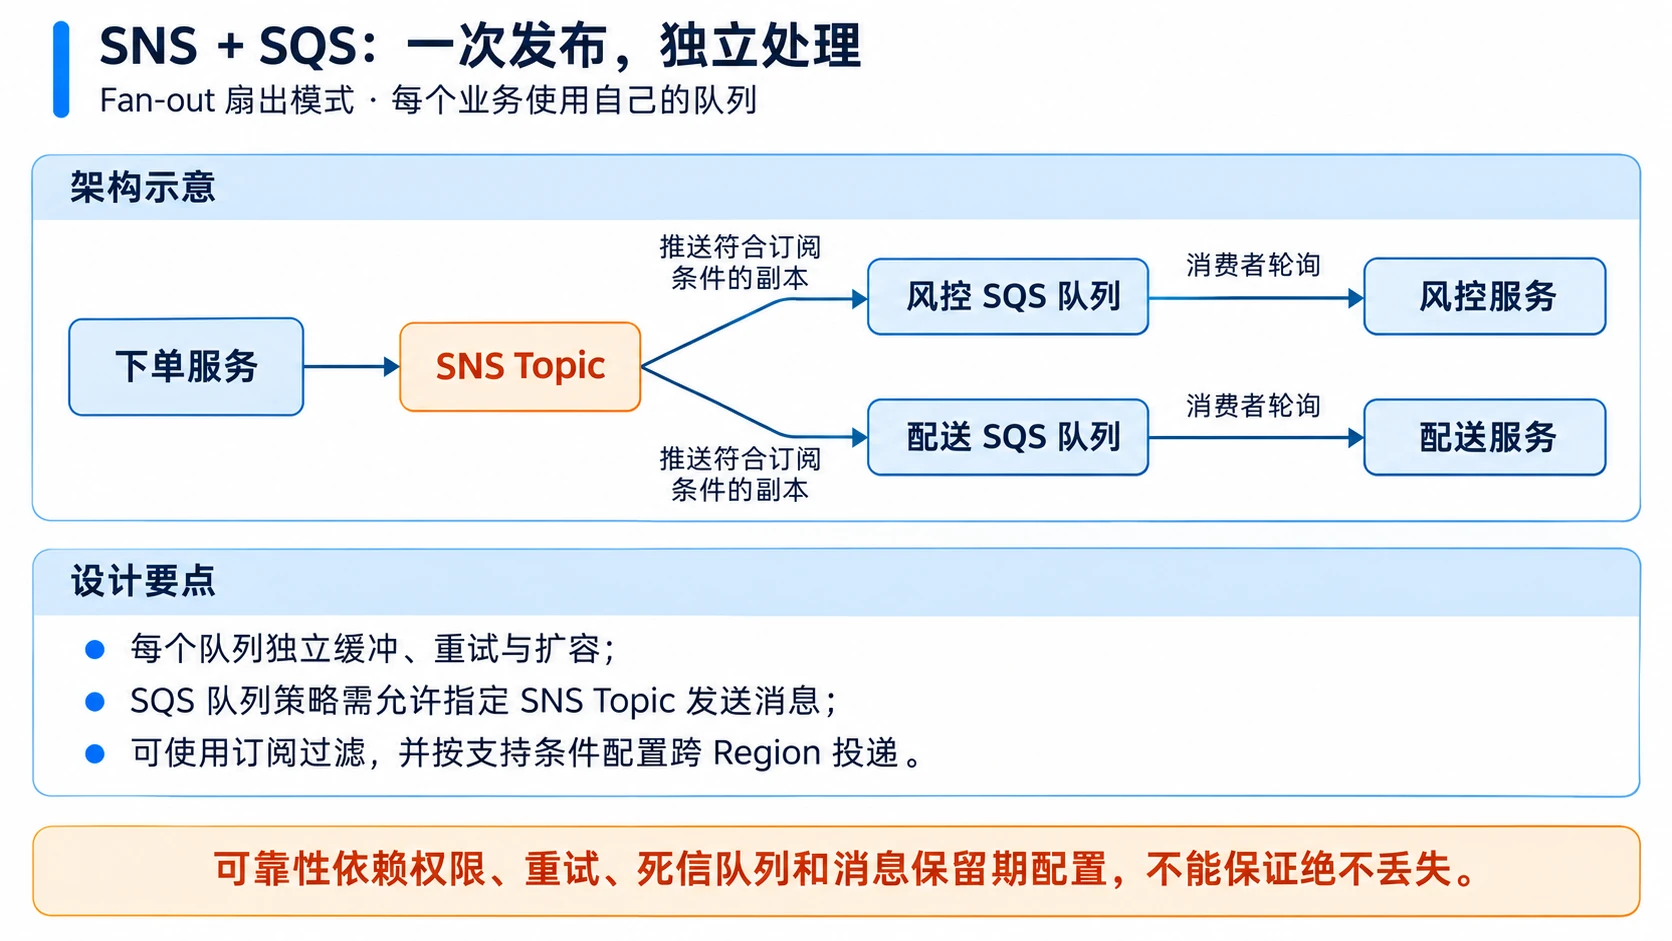 SNS + SQS：一次发布，独立处理
Fan-out 扇出模式 · 每个业务使用自己的队列
架构示意
下单服务
SNS Topic
推送符合订阅
条件的副本
风控 SQS 队列
消费者轮询
风控服务
推送符合订阅
条件的副本
配送 SQS 队列
消费者轮询
配送服务
设计要点
每个队列独立缓冲、重试与扩容；
SQS 队列策略需允许指定 SNS Topic 发送消息；
可使用订阅过滤，并按支持条件配置跨 Region 投递。
可靠性依赖权限、重试、死信队列和消息保留期配置，不能保证绝不丢失。